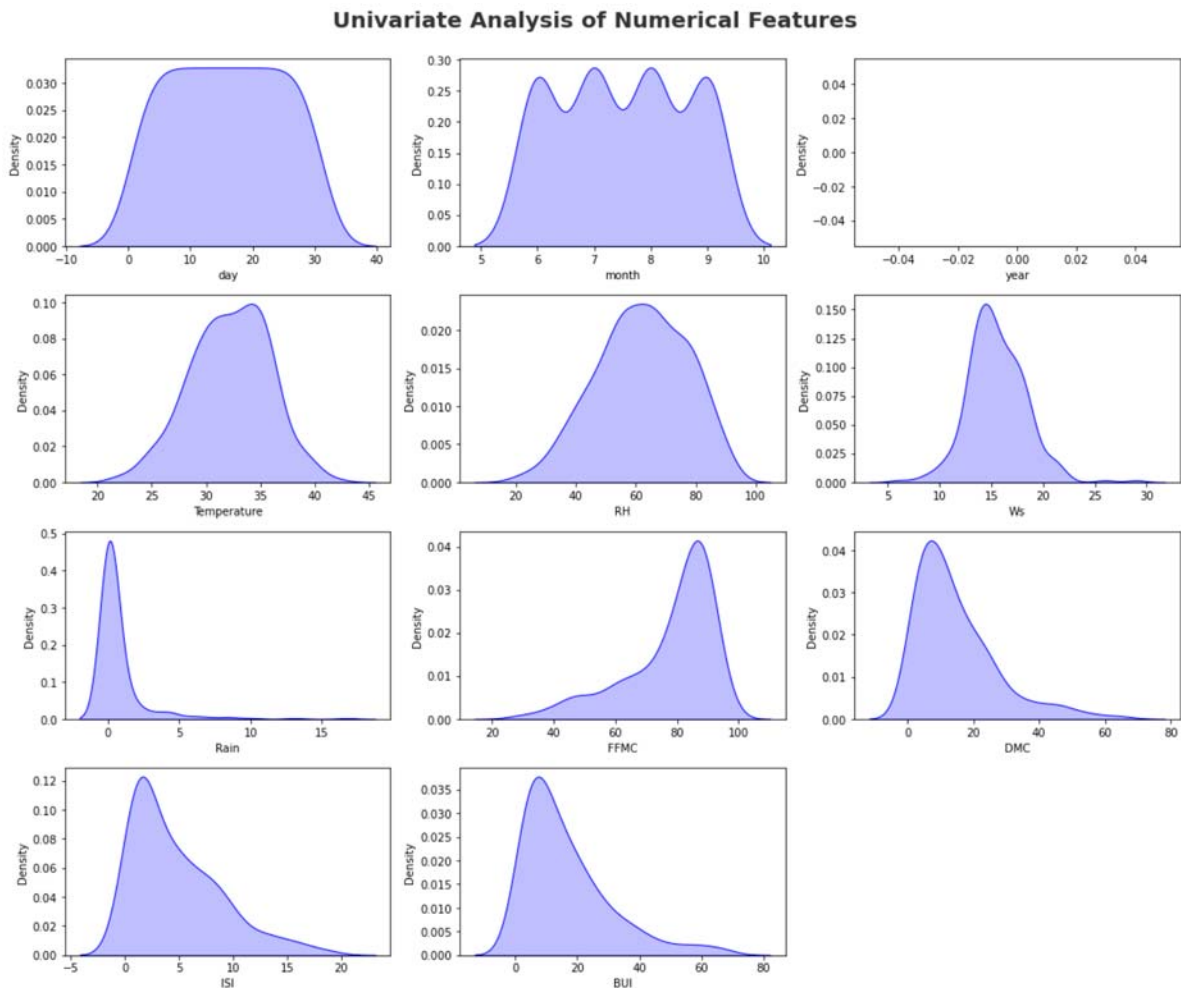 Univariate Analysis of Numerical Features
Density
0.030
0.025
0.020
0.015
0.010
0.005
0.000
−10 0 10 20 30 40
day
Density
0.30
0.25
0.20
0.15
0.10
0.05
0.00
5 6 7 8 9 10
month
Density
0.04
0.02
0.00
−0.02
−0.04
−0.04 −0.02 0.00 0.02 0.04
year
Density
0.10
0.08
0.06
0.04
0.02
0.00
20 25 30 35 40 45
Temperature
Density
0.020
0.015
0.010
0.005
0.000
20 40 60 80 100
RH
Density
0.150
0.125
0.100
0.075
0.050
0.025
0.000
5 10 15 20 25 30
Ws
Density
0.5
0.4
0.3
0.2
0.1
0.0
0 5 10 15
Rain
Density
0.04
0.03
0.02
0.01
0.00
20 40 60 80 100
FFMC
Density
0.04
0.03
0.02
0.01
0.00
0 20 40 60 80
DMC
Density
0.12
0.10
0.08
0.06
0.04
0.02
0.00
−5 0 5 10 15 20
ISI
Density
0.035
0.030
0.025
0.020
0.015
0.010
0.005
0.000
0 20 40 60 80
BUI